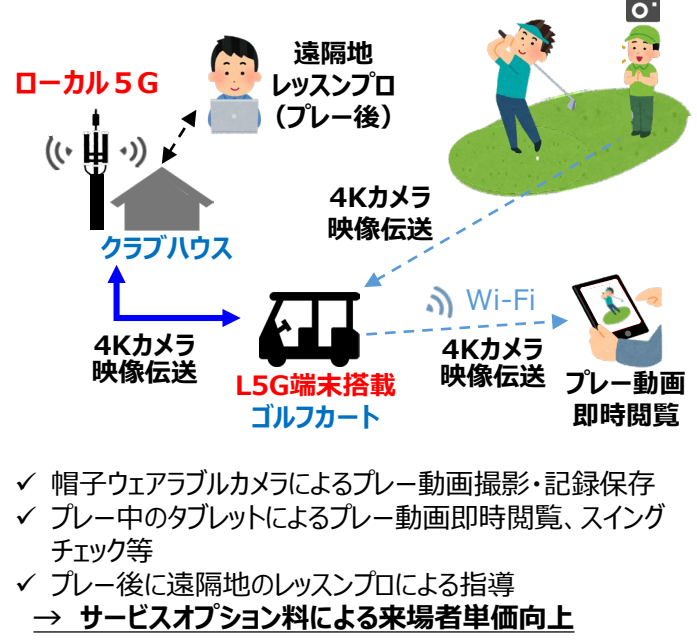 遠隔地
レッスンプロ
（プレー後）
ローカル５G
4Kカメラ
映像伝送
クラブハウス
Wi-Fi
4Kカメラ
映像伝送
4Kカメラ
映像伝送
L5G端末搭載
ゴルフカート
プレー動画
即時閲覧
✓ 帽子ウェアラブルカメラによるプレー動画撮影・記録保存
✓ プレー中のタブレットによるプレー動画即時閲覧、スイング
チェック等
✓ プレー後に遠隔地のレッスンプロによる指導
→ サービスオプション料による来場者単価向上